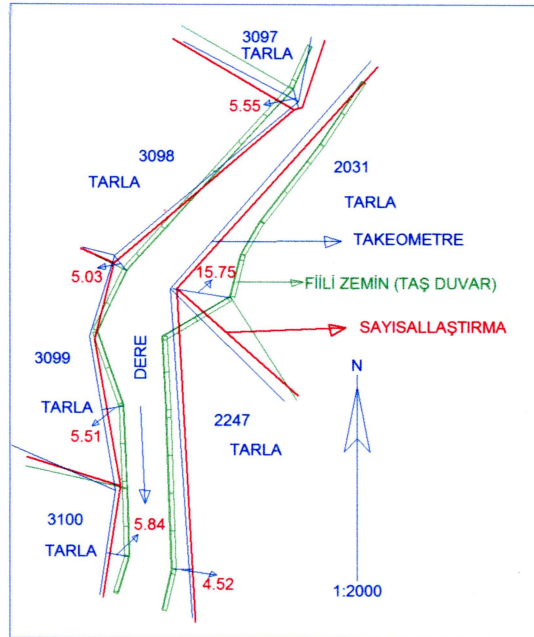 3097
TARLA
5.55
3098
TARLA
2031
TARLA
TAKEOMETRE
5.03
15.75
FİİLİ ZEMİN (TAŞ DUVAR)
SAYISALLAŞTIRMA
3099
TARLA
DERE
N
5.51
2247
TARLA
3100
TARLA
5.84
4.52
1:2000